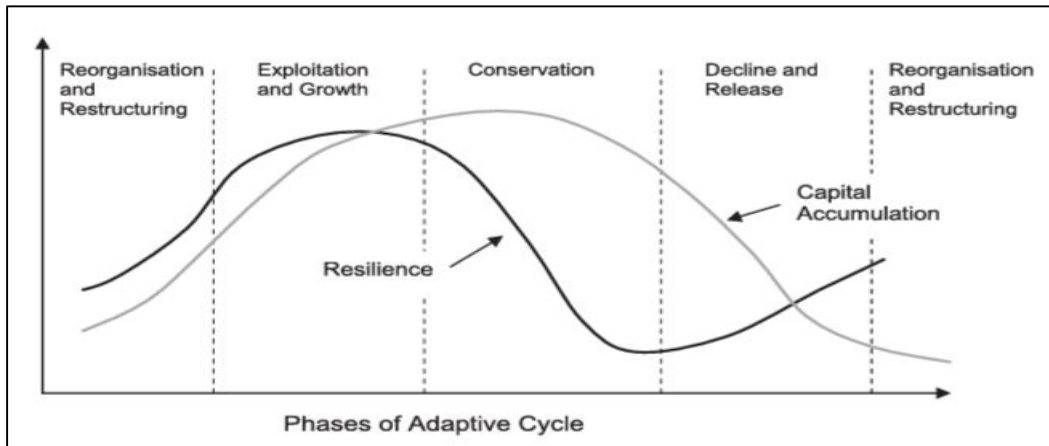 Reorganisation
and
Restructuring
Exploitation
and Growth
Conservation
Decline and
Release
Reorganisation
and
Restructuring
Capital
Accumulation
Resilience
Phases of Adaptive Cycle